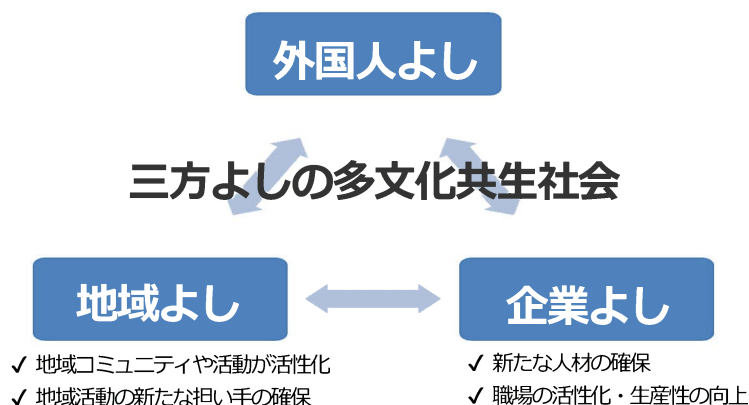 外国人よし
三方よしの多文化共生社会
地域よし
✓ 地域コミュニティや活動が活性化
✓ 地域活動の新たな担い手の確保
企業よし
✓ 新たな人材の確保
✓ 職場の活性化・生産性の向上